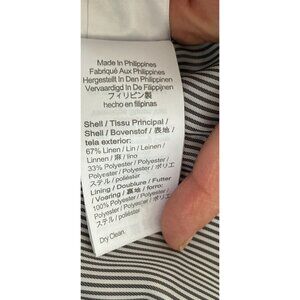 Made In Philippines
Fabriqué Aux Philippines
Hergestellt In Den Philippinen
Vervaardigd In De Filippijnen
フィリピン製
hecho en filipinas
Shell / Tissu Principal /
Shell / Bovenstof / 表地 /
tela exterior:
67% Linen / Lin / Leinen /
Linnen / 麻 / lino
33% Polyester / Polyester /
Polyester / Polyester / ポリエ
ステル / poliéster
Lining / Doublure / Futter
/ Voering / 裏地 / forro:
100% Polyester / Polyester /
Polyester / Polyester / ポリエ
ステル / poliéster
Dry Clean.